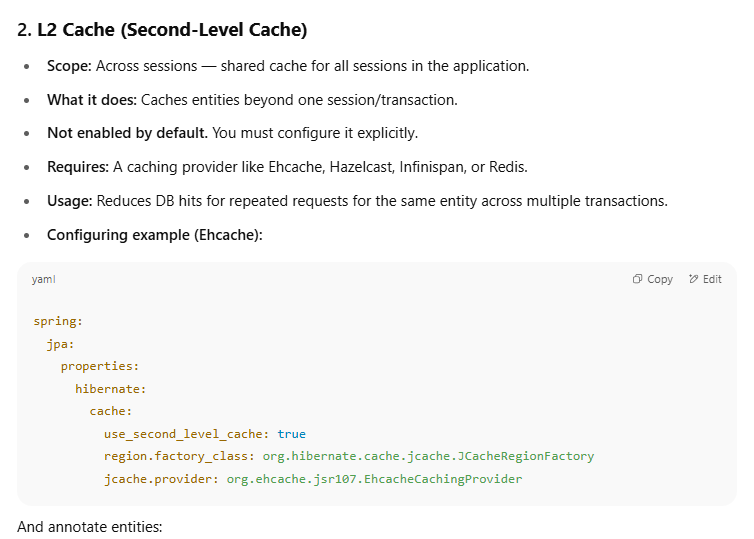 2. L2 Cache (Second-Level Cache)
• Scope: Across sessions — shared cache for all sessions in the application.
• What it does: Caches entities beyond one session/transaction.
• Not enabled by default. You must configure it explicitly.
• Requires: A caching provider like Ehcache, Hazelcast, Infinispan, or Redis.
• Usage: Reduces DB hits for repeated requests for the same entity across multiple transactions.
• Configuring example (Ehcache):
yaml Copy Edit
spring:
  jpa:
    properties:
      hibernate:
        cache:
          use_second_level_cache: true
          region.factory_class: org.hibernate.cache.jcache.JCacheRegionFactory
          jcache.provider: org.ehcache.jsr107.EhcacheCachingProvider
And annotate entities: